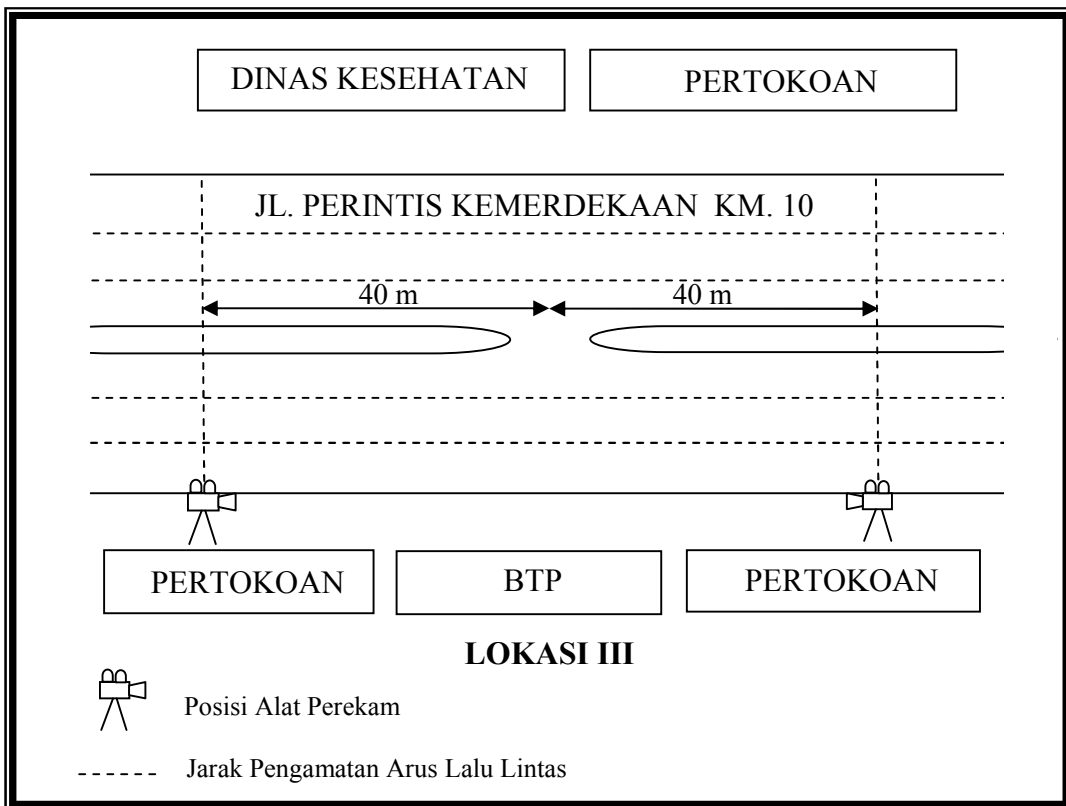 DINAS KESEHATAN
PERTOKOAN
JL. PERINTIS KEMERDEKAAN KM. 10
40 m
40 m
PERTOKOAN
BTP
PERTOKOAN
LOKASI III
Posisi Alat Perekam
Jarak Pengamatan Arus Lalu Lintas